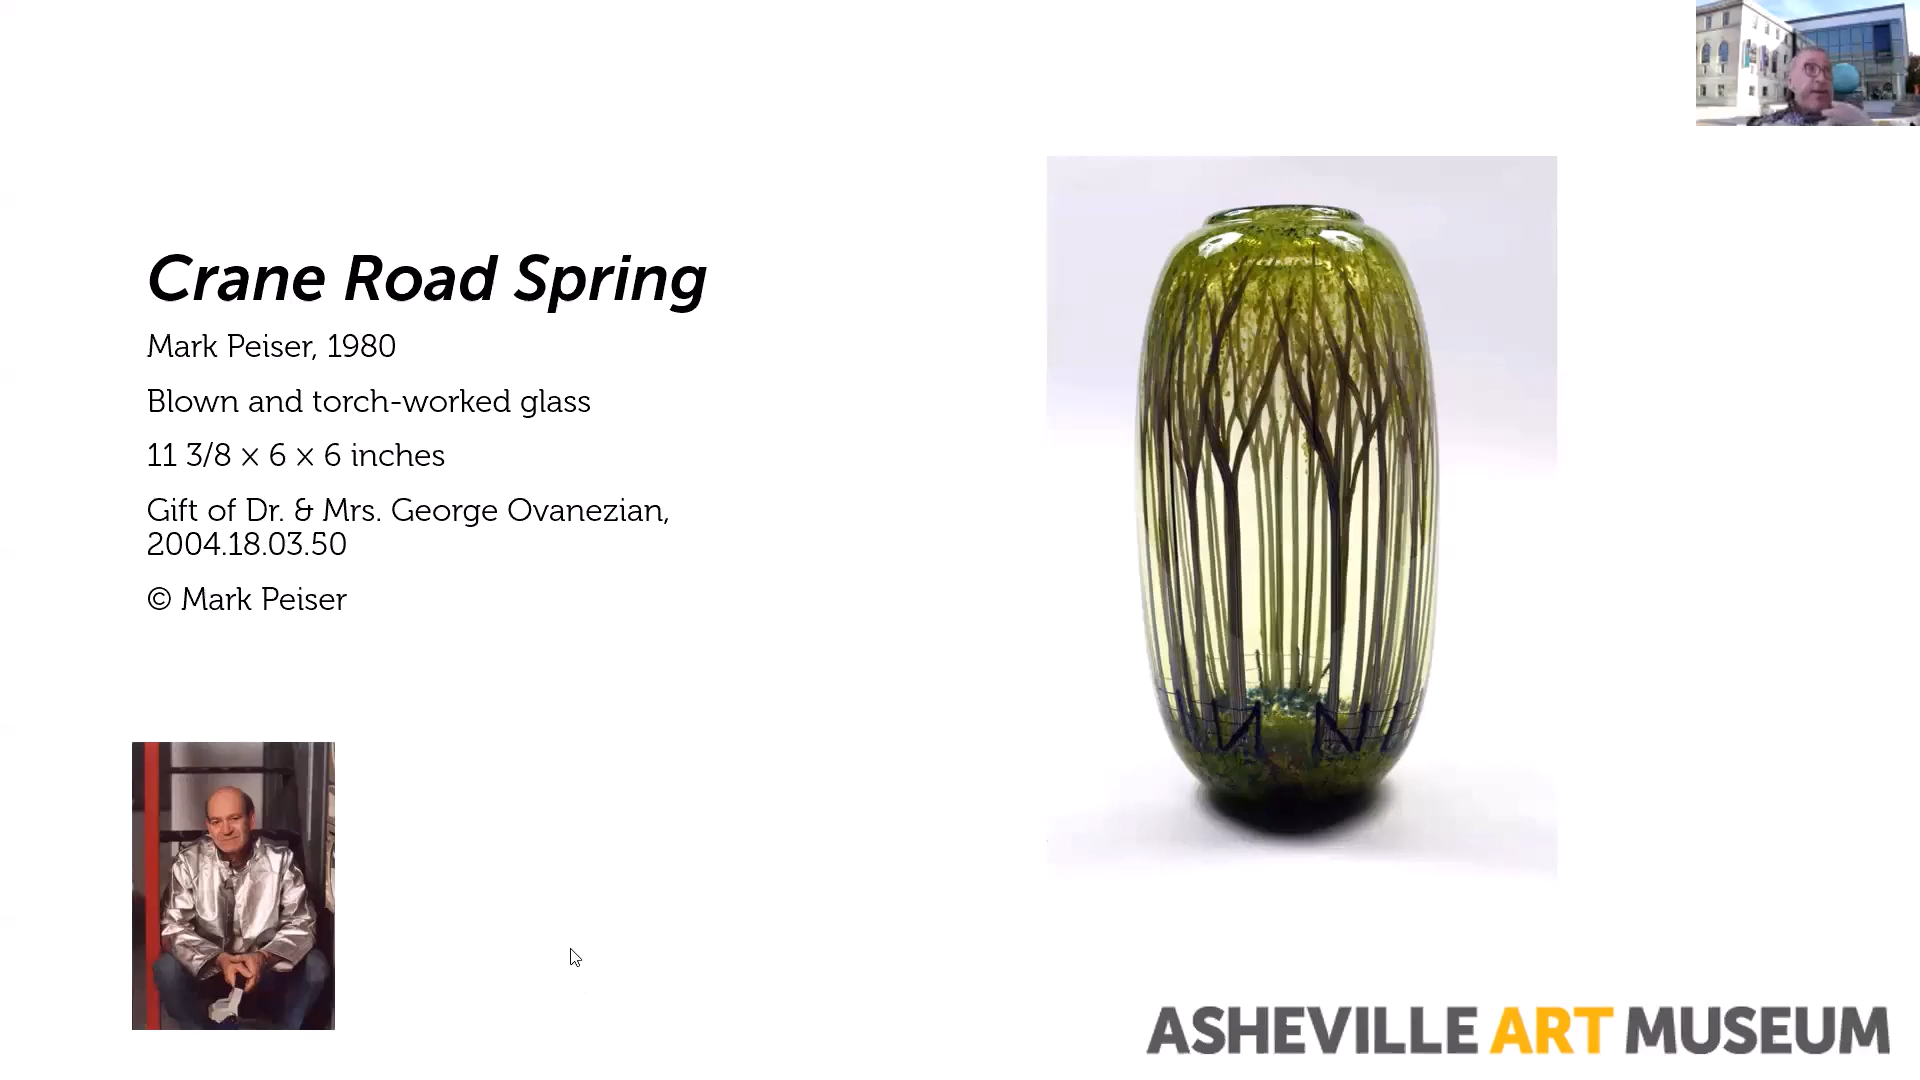 Crane Road Spring
Mark Peiser, 1980
Blown and torch-worked glass
11 3/8 × 6 × 6 inches
Gift of Dr. & Mrs. George Ovanezian,
2004.18.03.50
© Mark Peiser
ASHEVILLE ART MUSEUM